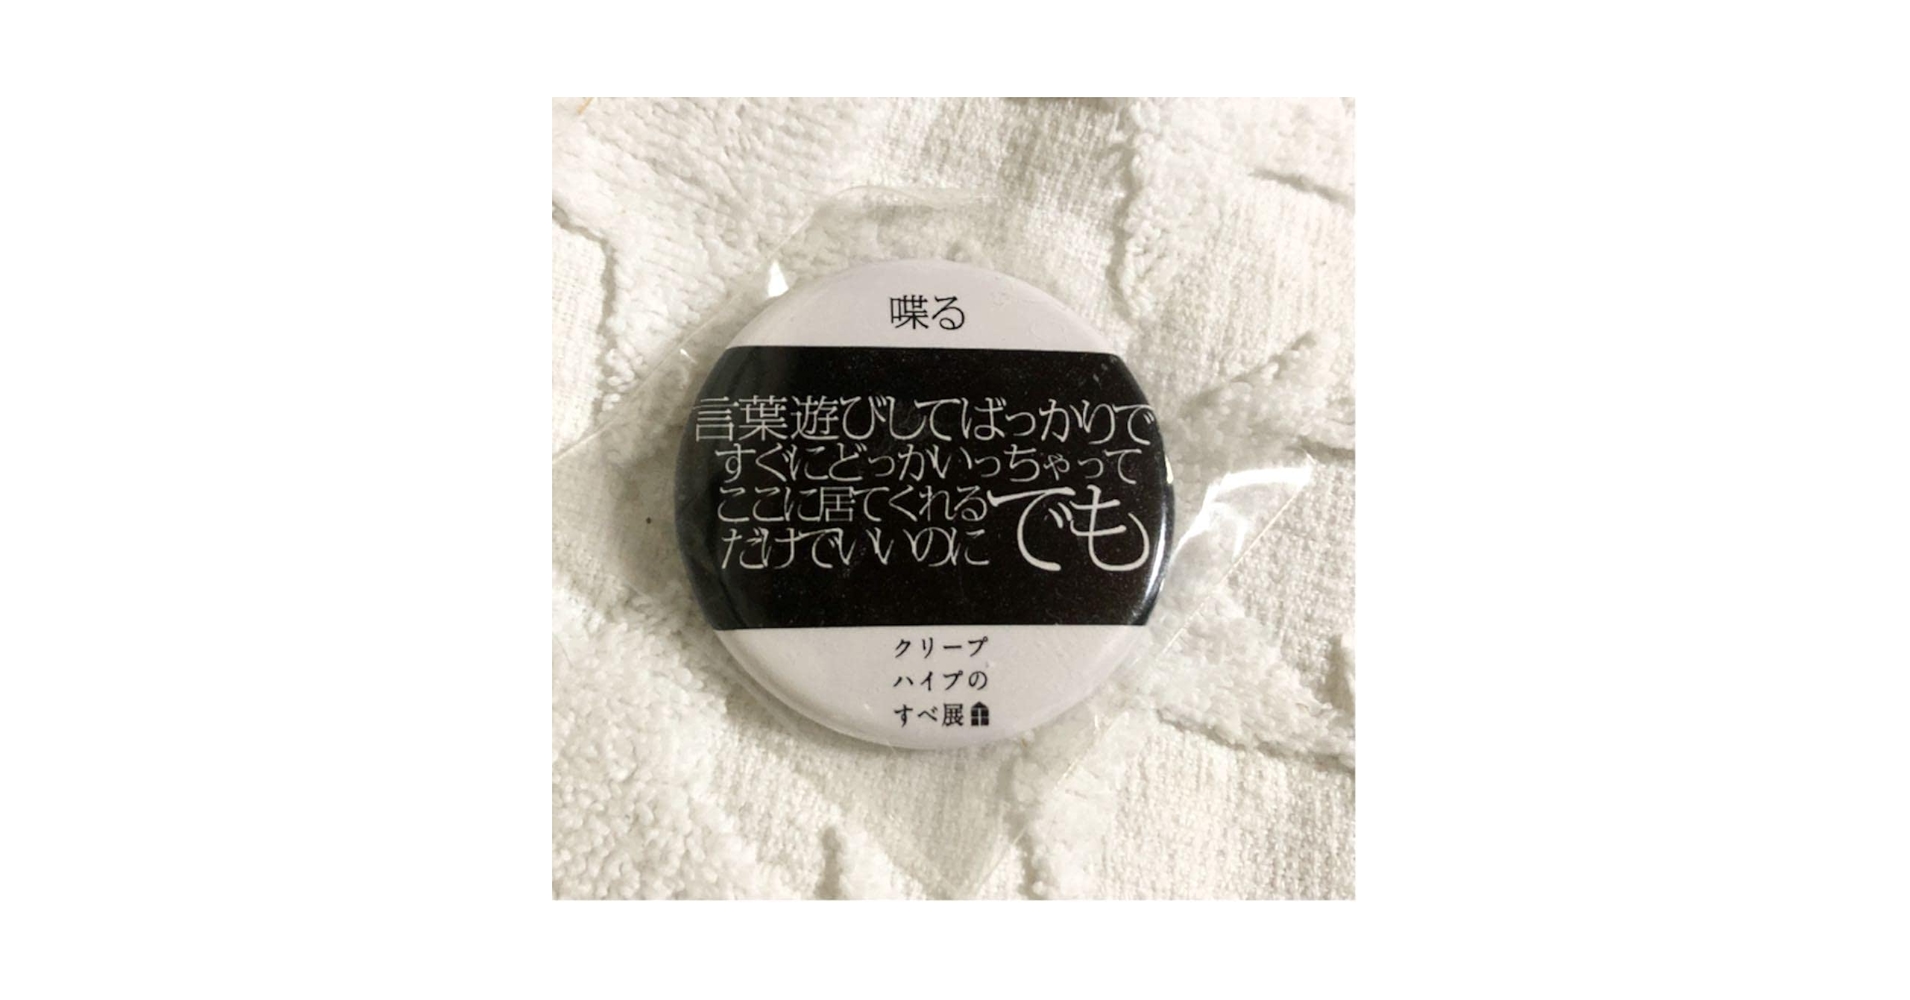 喋る
言葉遊びしてばっかりで
すぐにどっかいっちゃって
ここに居てくれる
だけでいいのに
でも
クリープ
ハイプの
すべ展